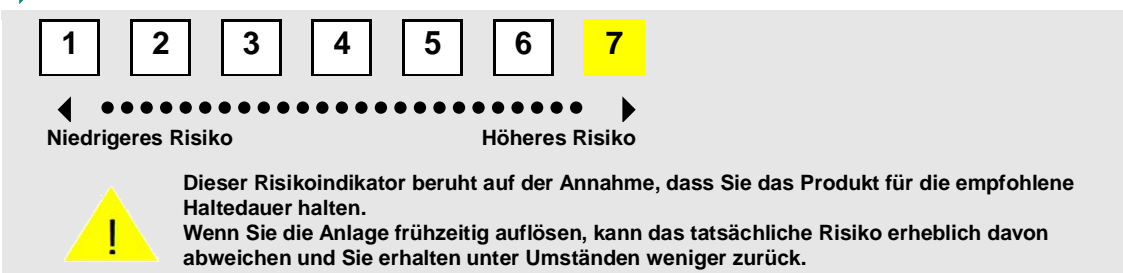 1 2 3 4 5 6 7
Niedrigeres Risiko Höheres Risiko
!
Dieser Risikoindikator beruht auf der Annahme, dass Sie das Produkt für die empfohlene
Haltedauer halten.
Wenn Sie die Anlage frühzeitig auflösen, kann das tatsächliche Risiko erheblich davon
abweichen und Sie erhalten unter Umständen weniger zurück.